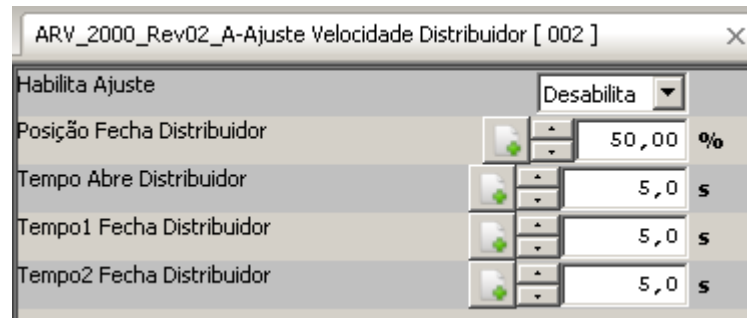 ARV_2000_Rev02_A-Ajuste Velocidade Distribuidor [ 002 ]
Habilita Ajuste Desabilita
Posição Fecha Distribuidor 50,00 %
Tempo Abre Distribuidor 5,0 s
Tempo1 Fecha Distribuidor 5,0 s
Tempo2 Fecha Distribuidor 5,0 s